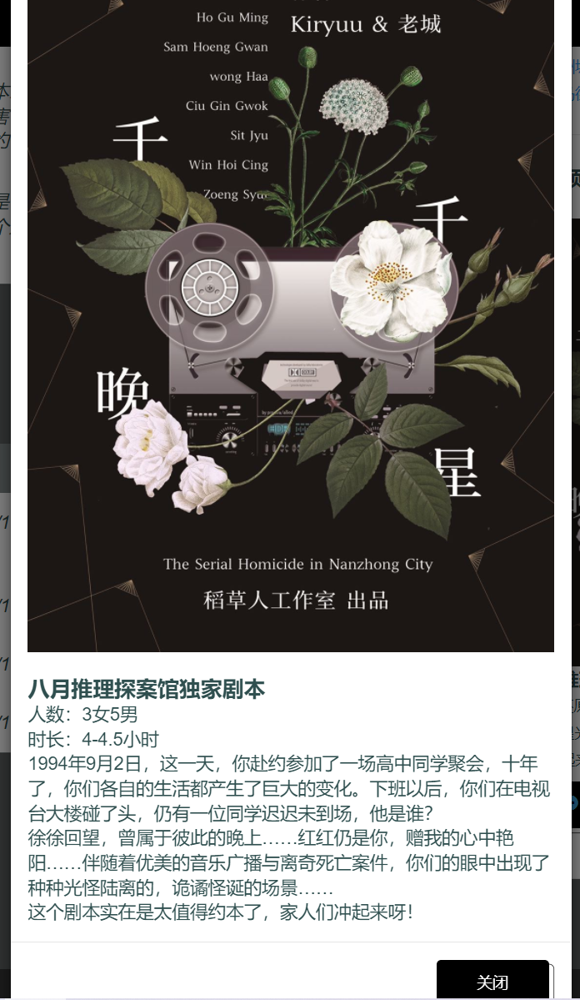 Kiryuu & 老城
Ho Gu Ming
Sam Hoeng Gwan
wong Haa
Ciu Gin Gwok
Sit Jyu
Win Hoi Cing
Zoeng Syut
千
千
晚
星
The Serial Homicide in Nanzhong City
稻草人工作室 出品
八月推理探案馆独家剧本
人数：3女5男
时长：4-4.5小时
1994年9月2日，这一天，你赴约参加了一场高中同学聚会，十年
了，你们各自的生活都产生了巨大的变化。下班以后，你们在电视
台大楼碰了头，仍有一位同学迟迟未到场，他是谁？
徐徐回望，曾属于彼此的晚上……红红仍是你，赠我的心中艳
阳……伴随着优美的音乐广播与离奇死亡案件，你们的眼中出现了
种种光怪陆离的，诡谲怪诞的场景……
这个剧本实在是太值得约本了，家人们冲起来呀！
关闭